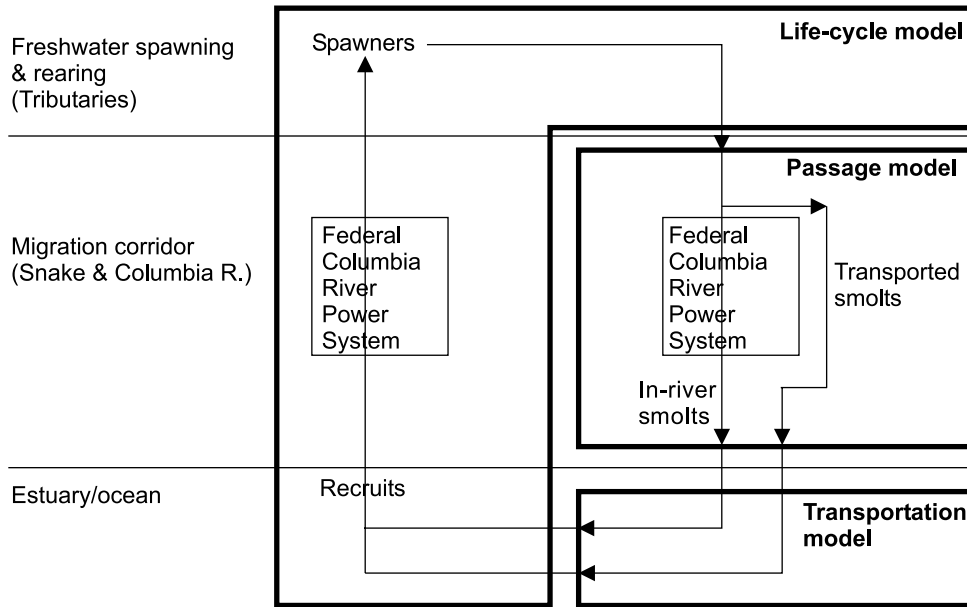 Freshwater spawning
& rearing
(Tributaries)
Spawners
Life-cycle model
Passage model
Migration corridor
(Snake & Columbia R.)
Federal
Columbia
River
Power
System
Federal
Columbia
River
Power
System
Transported
smolts
In-river
smolts
Estuary/ocean
Recruits
Transportation
model